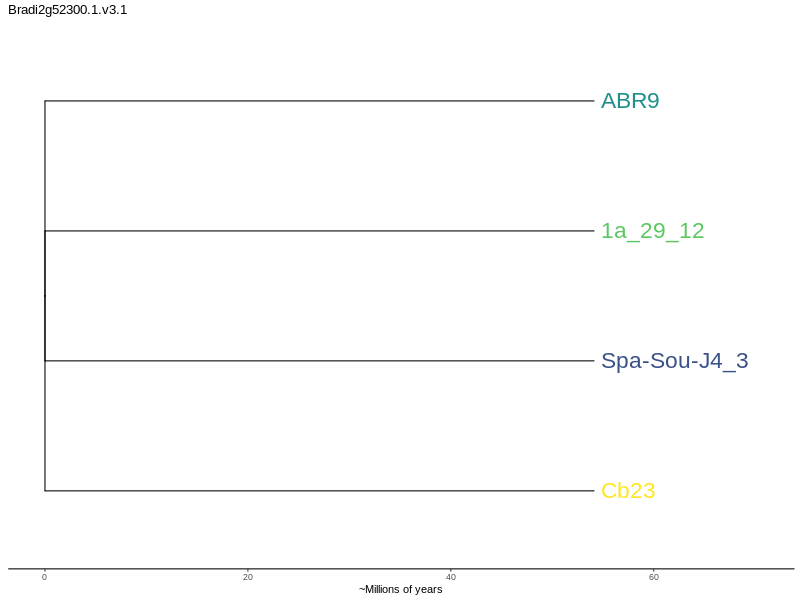 Bradi2g52300.1.v3.1
ABR9
1a_29_12
Spa-Sou-J4_3
Cb23
0 20 40 60
~Millions of years